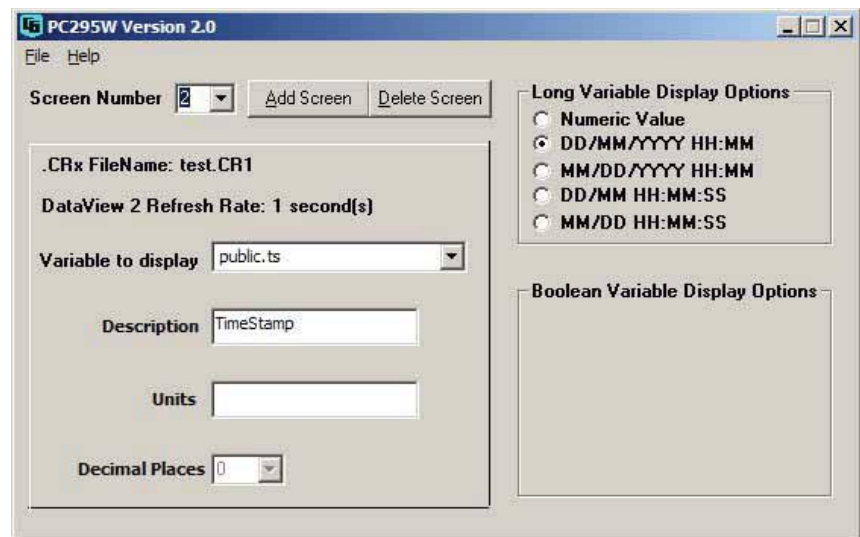 PC295W Version 2.0
File Help
Screen Number 2 Add Screen Delete Screen
.CRx FileName: test.CR1
DataView 2 Refresh Rate: 1 second(s)
Variable to display public.ts
Description TimeStamp
Units
Decimal Places 0
Long Variable Display Options
Numeric Value
DD/MM/YYYY HH:MM
MM/DD/YYYY HH:MM
DD/MM HH:MM:SS
MM/DD HH:MM:SS
Boolean Variable Display Options